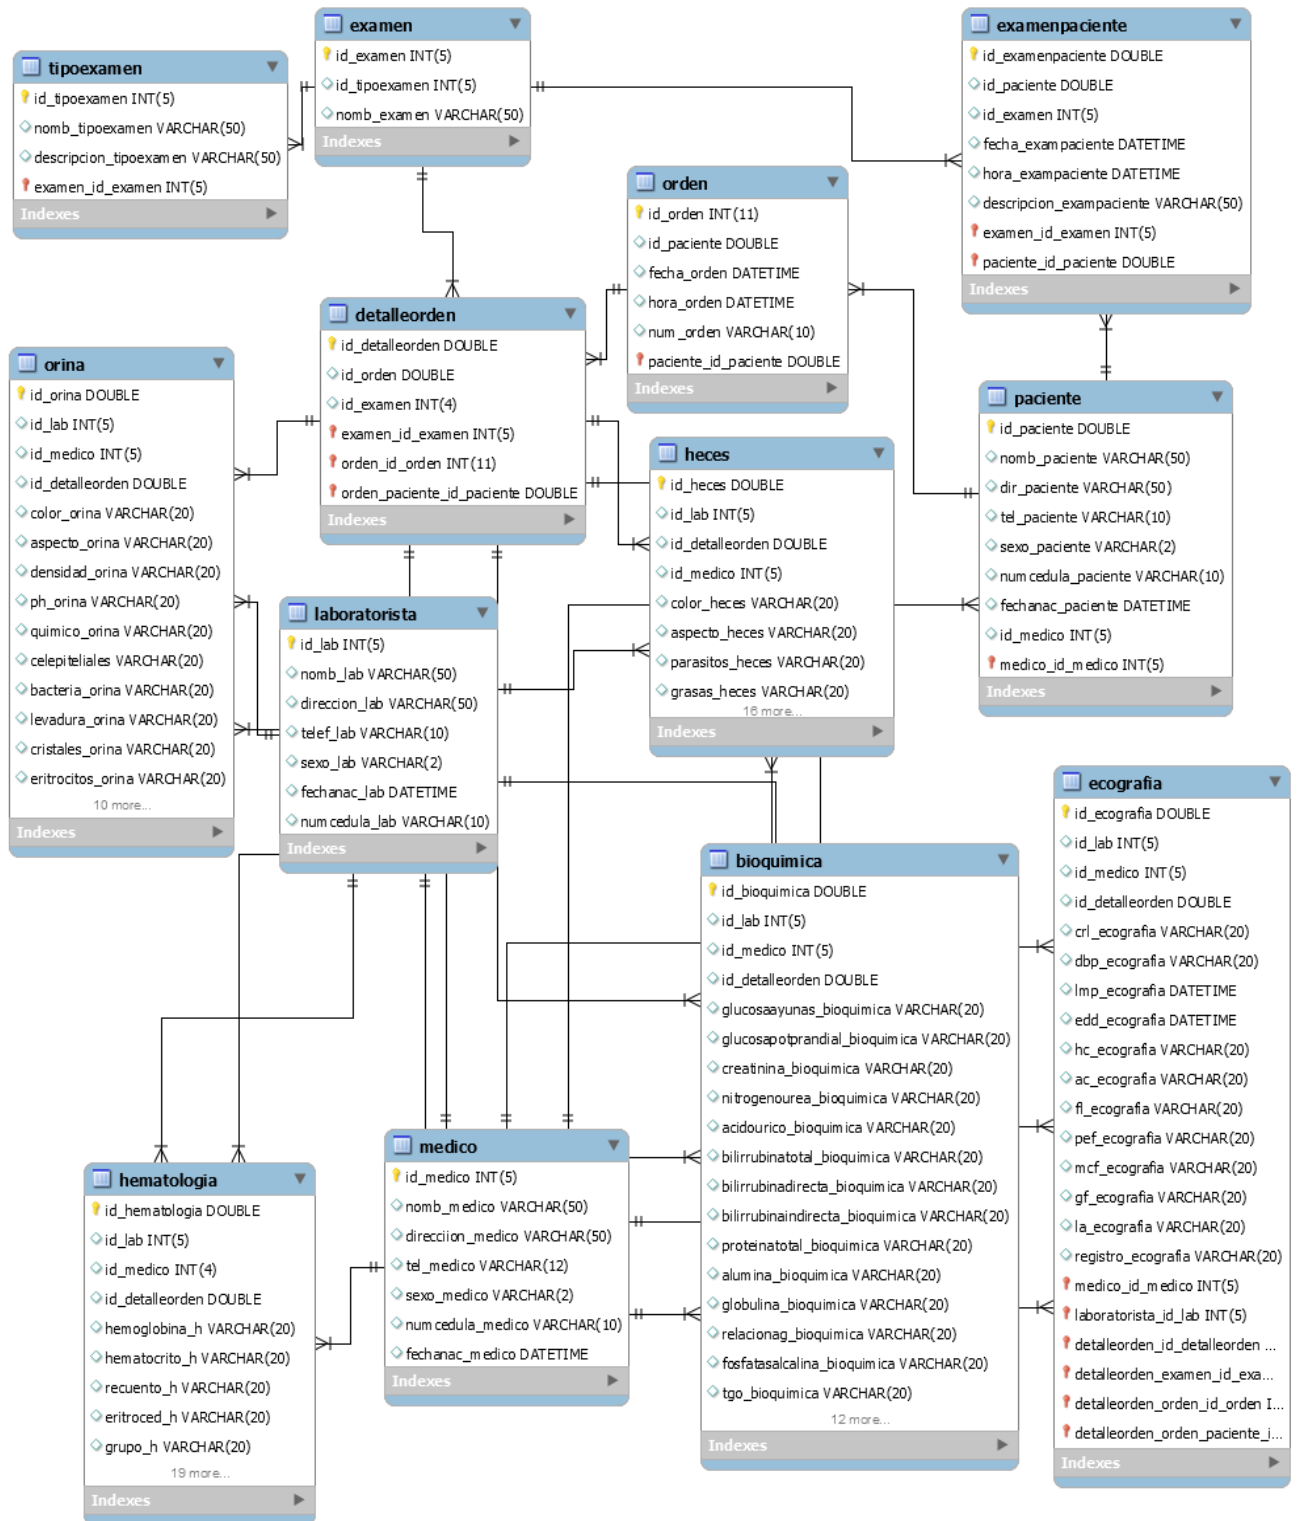 examen
id_examen INT(5)
id_tipoexamen INT(5)
nomb_examen VARCHAR(50)
Indexes
examenpaciente
id_examenpaciente DOUBLE
id_paciente DOUBLE
id_examen INT(5)
fecha_exampaciente DATETIME
hora_exampaciente DATETIME
descripcion_exampaciente VARCHAR(50)
examen_id_examen INT(5)
paciente_id_paciente DOUBLE
Indexes
tipoexamen
id_tipoexamen INT(5)
nomb_tipoexamen VARCHAR(50)
descripcion_tipoexamen VARCHAR(50)
examen_id_examen INT(5)
Indexes
orden
id_orden INT(11)
id_paciente DOUBLE
fecha_orden DATETIME
hora_orden DATETIME
num_orden VARCHAR(10)
paciente_id_paciente DOUBLE
Indexes
detalleorden
id_detalleorden DOUBLE
id_orden DOUBLE
id_examen INT(4)
examen_id_examen INT(5)
orden_id_orden INT(11)
orden_paciente_id_paciente DOUBLE
Indexes
orina
id_orina DOUBLE
id_lab INT(5)
id_medico INT(5)
id_detalleorden DOUBLE
color_orina VARCHAR(20)
aspecto_orina VARCHAR(20)
densidad_orina VARCHAR(20)
ph_orina VARCHAR(20)
quimico_orina VARCHAR(20)
celepiteliales VARCHAR(20)
bacteria_orina VARCHAR(20)
levadura_orina VARCHAR(20)
cristales_orina VARCHAR(20)
eritrocitos_orina VARCHAR(20)
10 more...
Indexes
paciente
id_paciente DOUBLE
nomb_paciente VARCHAR(50)
dir_paciente VARCHAR(50)
tel_paciente VARCHAR(10)
sexo_paciente VARCHAR(2)
numcedula_paciente VARCHAR(10)
fechanac_paciente DATETIME
id_medico INT(5)
medico_id_medico INT(5)
Indexes
heces
id_heces DOUBLE
id_lab INT(5)
id_detalleorden DOUBLE
id_medico INT(5)
color_heces VARCHAR(20)
aspecto_heces VARCHAR(20)
parasitos_heces VARCHAR(20)
grasas_heces VARCHAR(20)
16 more...
Indexes
laboratorista
id_lab INT(5)
nomb_lab VARCHAR(50)
direccion_lab VARCHAR(50)
telef_lab VARCHAR(10)
sexo_lab VARCHAR(2)
fechanac_lab DATETIME
numcedula_lab VARCHAR(10)
Indexes
ecografia
id_ecografia DOUBLE
id_lab INT(5)
id_medico INT(5)
id_detalleorden DOUBLE
crl_ecografia VARCHAR(20)
dbp_ecografia VARCHAR(20)
lmp_ecografia DATETIME
edd_ecografia DATETIME
hc_ecografia VARCHAR(20)
ac_ecografia VARCHAR(20)
fl_ecografia VARCHAR(20)
pef_ecografia VARCHAR(20)
mcf_ecografia VARCHAR(20)
gf_ecografia VARCHAR(20)
la_ecografia VARCHAR(20)
registro_ecografia VARCHAR(20)
medico_id_medico INT(5)
laboratorista_id_lab INT(5)
detalleorden_id_detalleorden ...
detalleorden_examen_id_exa...
detalleorden_orden_id_orden I...
detalleorden_orden_paciente_i...
Indexes
bioquimica
id_bioquimica DOUBLE
id_lab INT(5)
id_medico INT(5)
id_detalleorden DOUBLE
glucosaayunas_bioquimica VARCHAR(20)
glucosapotprandial_bioquimica VARCHAR(20)
creatinina_bioquimica VARCHAR(20)
nitrogenourea_bioquimica VARCHAR(20)
acidourico_bioquimica VARCHAR(20)
bilirrubinatotal_bioquimica VARCHAR(20)
bilirrubinadirecta_bioquimica VARCHAR(20)
bilirrubinaindirecta_bioquimica VARCHAR(20)
proteinatotal_bioquimica VARCHAR(20)
alumina_bioquimica VARCHAR(20)
globulina_bioquimica VARCHAR(20)
relacionag_bioquimica VARCHAR(20)
fosfatasalcalina_bioquimica VARCHAR(20)
tgo_bioquimica VARCHAR(20)
12 more...
Indexes
medico
id_medico INT(5)
nomb_medico VARCHAR(50)
direciion_medico VARCHAR(50)
tel_medico VARCHAR(12)
sexo_medico VARCHAR(2)
numcedula_medico VARCHAR(10)
fechanac_medico DATETIME
Indexes
hematologia
id_hematologia DOUBLE
id_lab INT(5)
id_medico INT(4)
id_detalleorden DOUBLE
hemoglobina_h VARCHAR(20)
hematocrito_h VARCHAR(20)
recuento_h VARCHAR(20)
eritroced_h VARCHAR(20)
grupo_h VARCHAR(20)
19 more...
Indexes